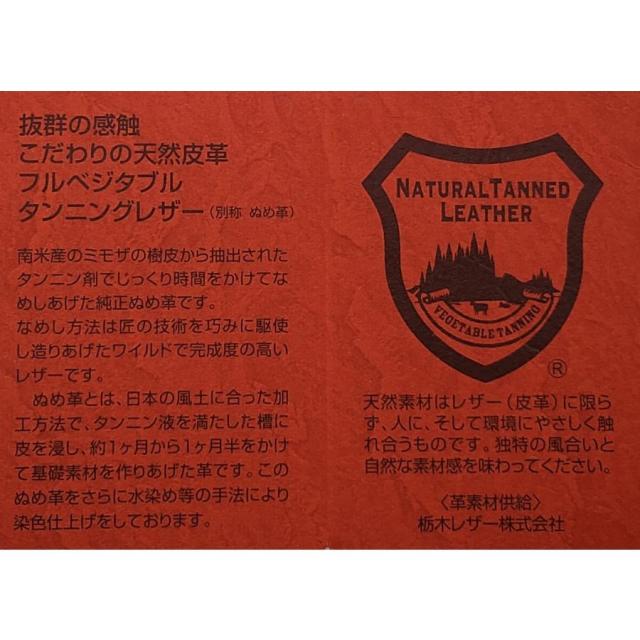 抜群の感触
こだわりの天然皮革
フルベジタブル
タンニングレザー（別称 ぬめ革）
南米産のミモザの樹皮から抽出された
タンニン剤でじっくり時間をかけてな
めしあげた純正ぬめ革です。
なめし方法は匠の技術を巧みに駆使
し造りあげたワイルドで完成度の高い
レザーです。
ぬめ革とは、日本の風土に合った加
工方法で、タンニン液を満たした槽に
皮を浸し、約1ヶ月から1ヶ月半をかけ
て基礎素材を作りあげた革です。この
ぬめ革をさらに水染め等の手法により
染色仕上げをしております。
NATURALTANNED
LEATHER
VEGETABLE TANNING
®
天然素材はレザー（皮革）に限ら
ず、人に、そして環境にやさしく触
れ合うものです。独特の風合いと
自然な素材感を味わってください。
〈革素材供給〉
栃木レザー株式会社